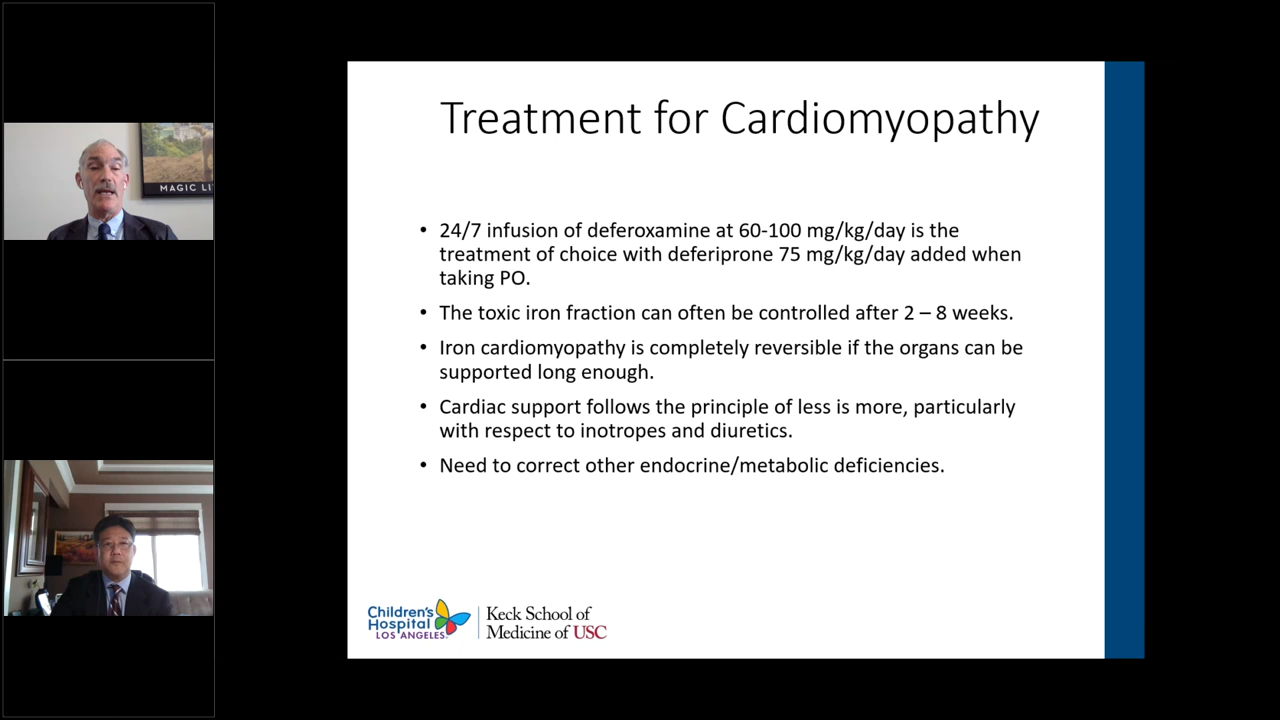 MAGIC LI
Treatment for Cardiomyopathy
• 24/7 infusion of deferoxamine at 60-100 mg/kg/day is the
treatment of choice with deferiprone 75 mg/kg/day added when
taking PO.
• The toxic iron fraction can often be controlled after 2 – 8 weeks.
• Iron cardiomyopathy is completely reversible if the organs can be
supported long enough.
• Cardiac support follows the principle of less is more, particularly
with respect to inotropes and diuretics.
• Need to correct other endocrine/metabolic deficiencies.
Children's
Hospital
LOS ANGELES.
Keck School of
Medicine of USC